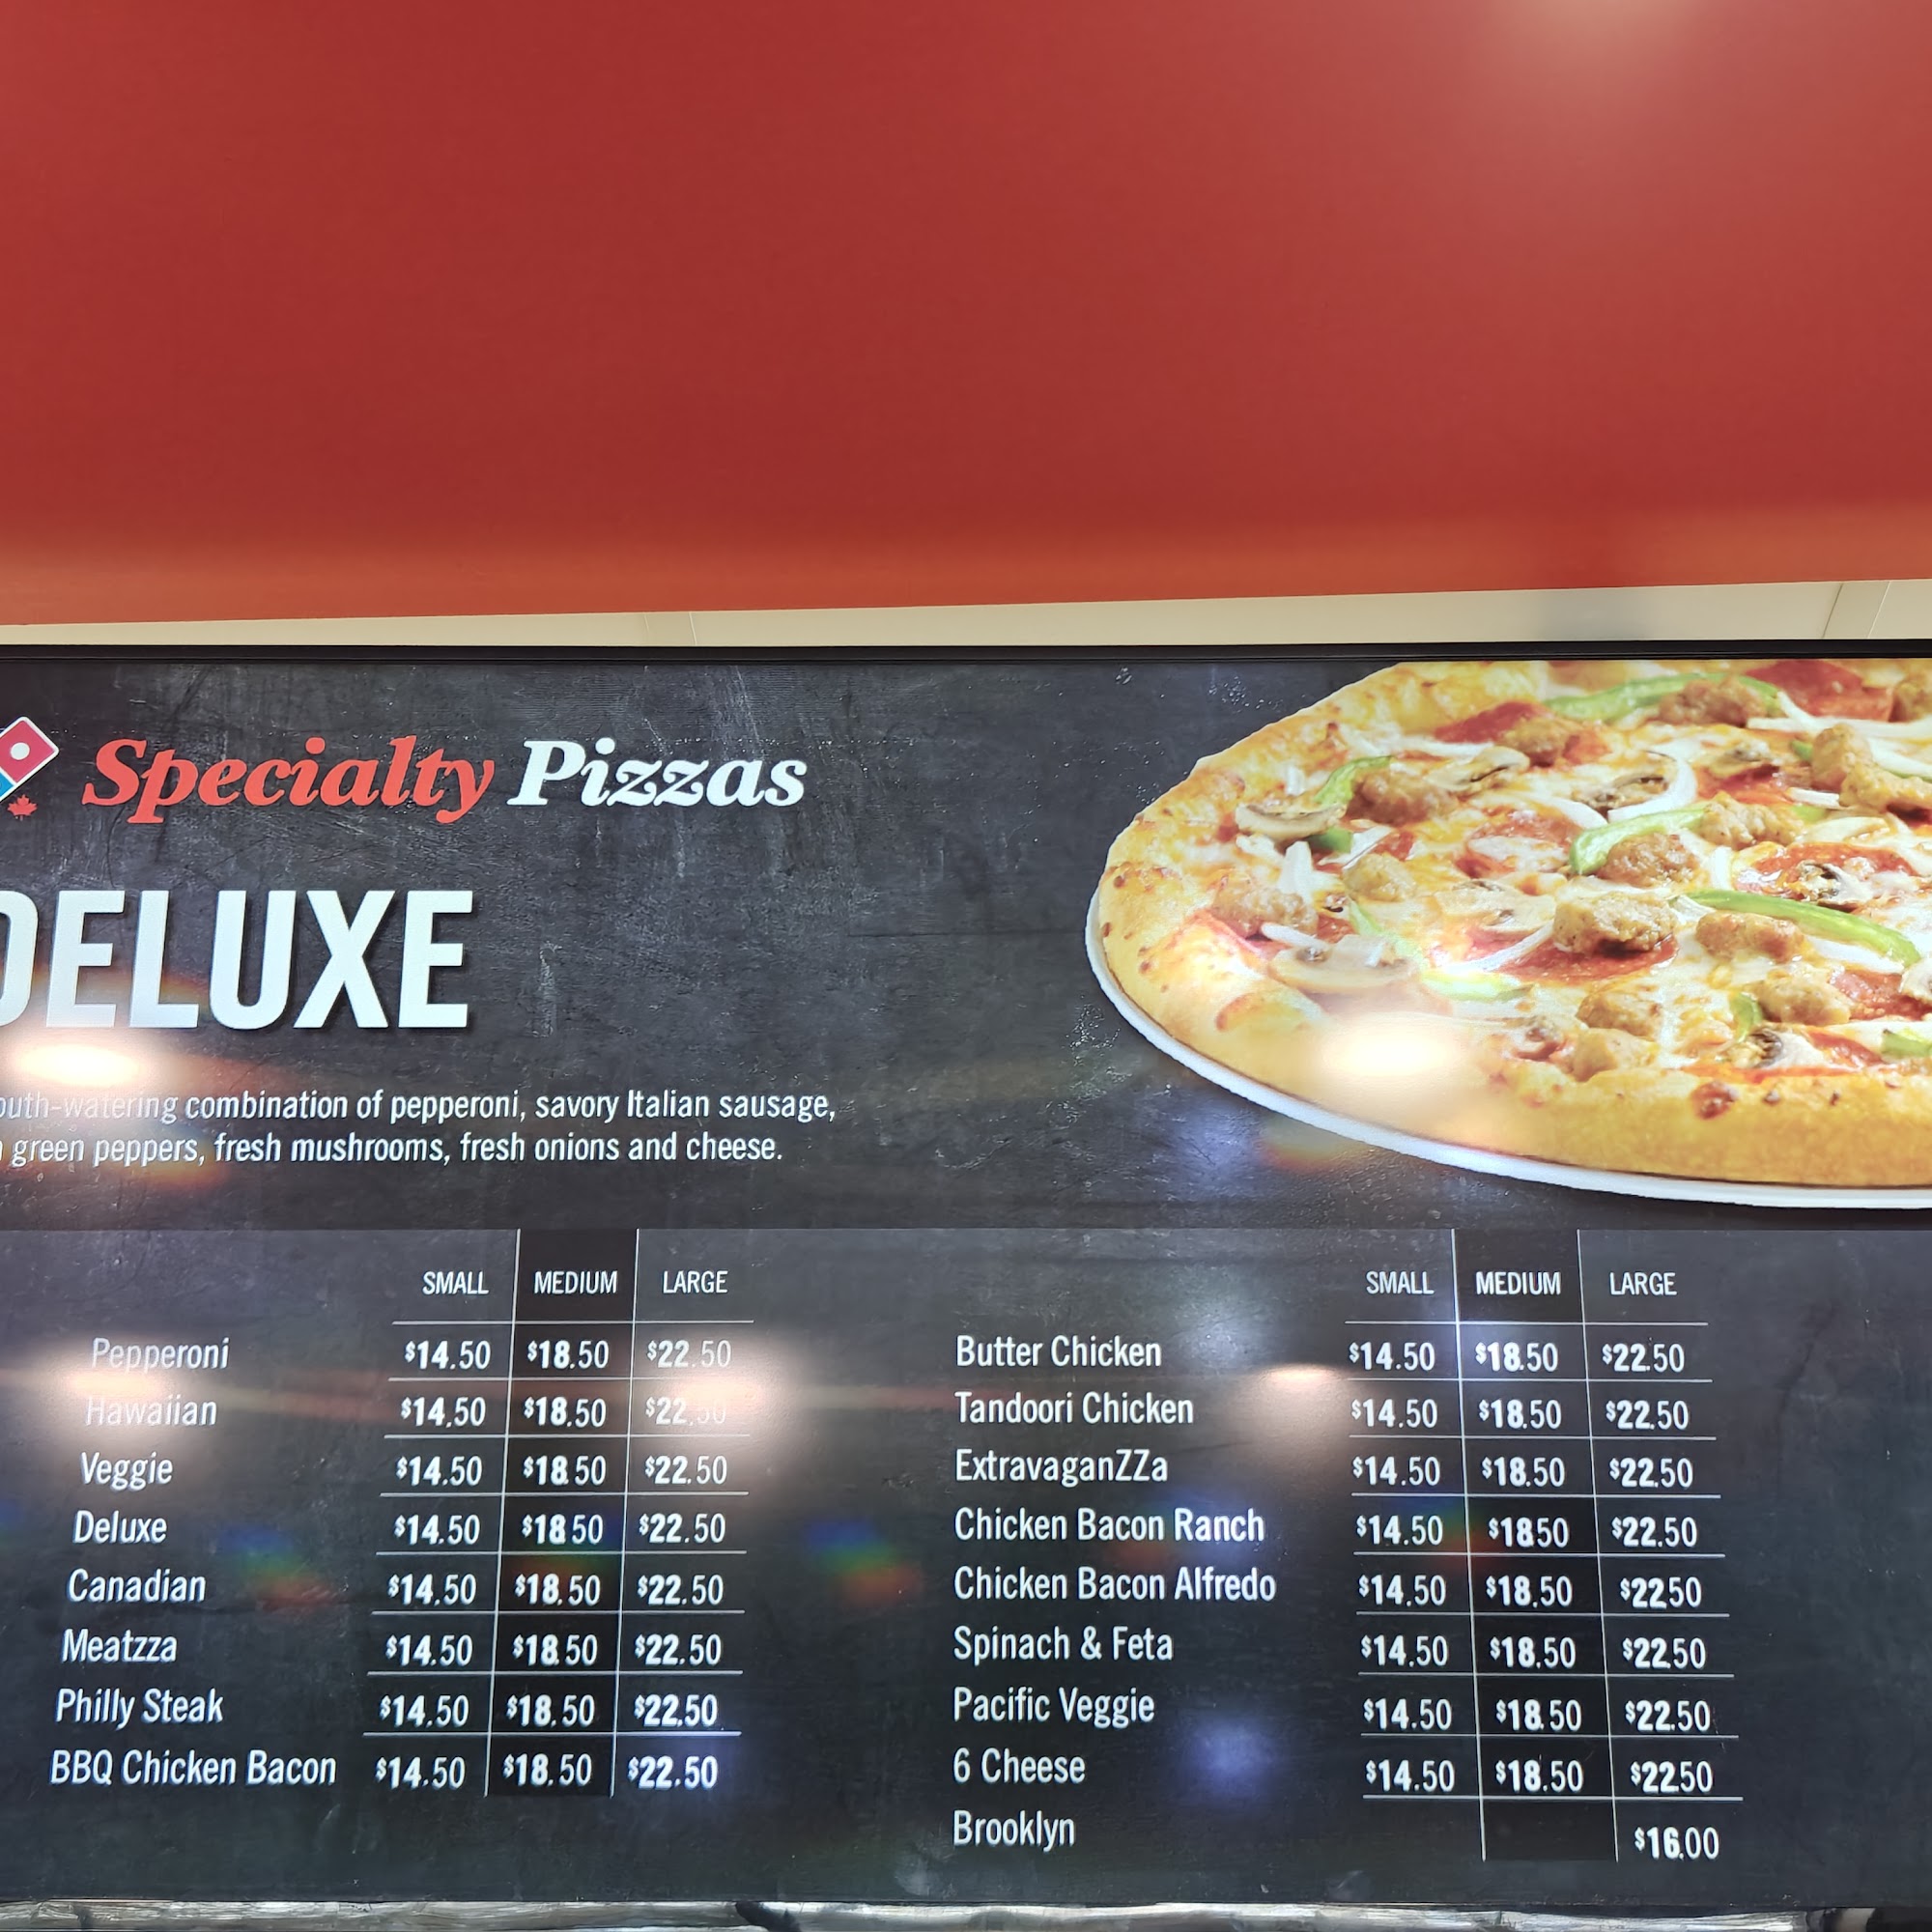 Specialty Pizzas
DELUXE
combination of pepperoni, savory Italian sausage,
green peppers, fresh mushrooms, fresh onions and cheese.
SMALL MEDIUM LARGE
Pepperoni $14.50 $18.50 $22.50
Hawaiian $14.50 $18.50 $22.50
Veggie $14.50 $18.50 $22.50
Deluxe $14.50 $18.50 $22.50
Canadian $14.50 $18.50 $22.50
Meatzza $14.50 $18.50 $22.50
Philly Steak $14.50 $18.50 $22.50
BBQ Chicken Bacon $14.50 $18.50 $22.50
SMALL MEDIUM LARGE
Butter Chicken $14.50 $18.50 $22.50
Tandoori Chicken $14.50 $18.50 $22.50
ExtravaganZZa $14.50 $18.50 $22.50
Chicken Bacon Ranch $14.50 $18.50 $22.50
Chicken Bacon Alfredo $14.50 $18.50 $22.50
Spinach & Feta $14.50 $18.50 $22.50
Pacific Veggie $14.50 $18.50 $22.50
6 Cheese $14.50 $18.50 $22.50
Brooklyn $16.00